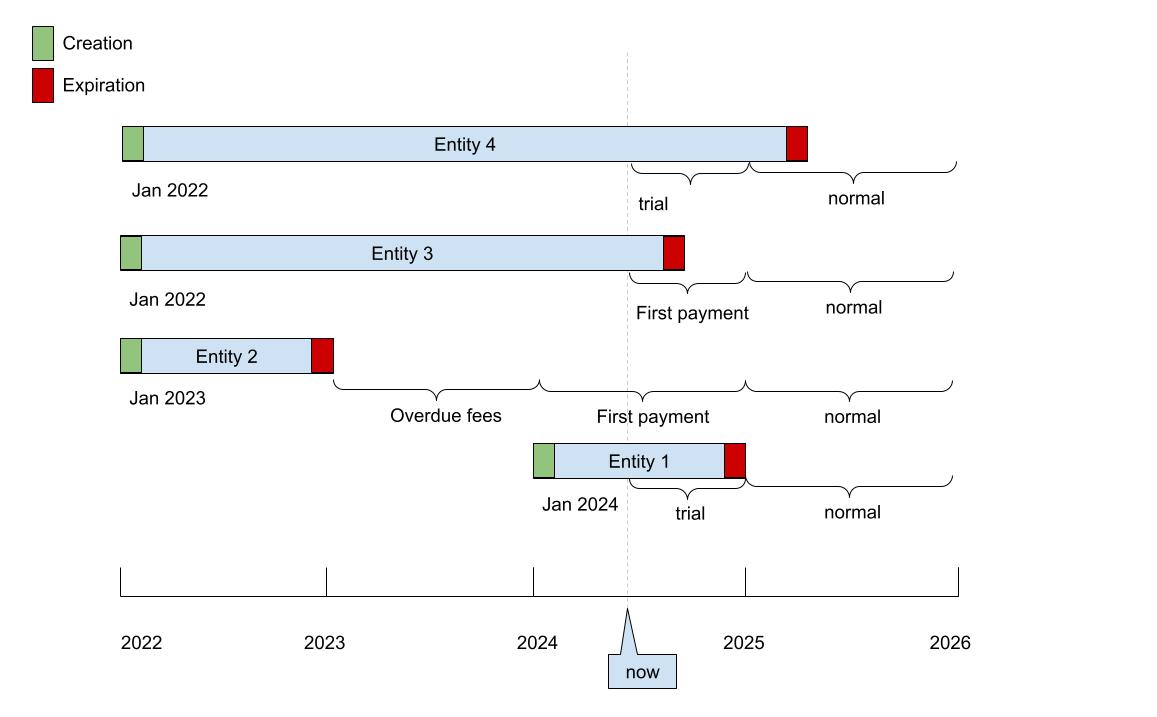 Creation
Expiration
Entity 4
Jan 2022
trial
normal
Entity 3
Jan 2022
First payment
normal
Entity 2
Jan 2023
Overdue fees
First payment
normal
Entity 1
Jan 2024
trial
normal
2022
2023
2024
2025
2026
now